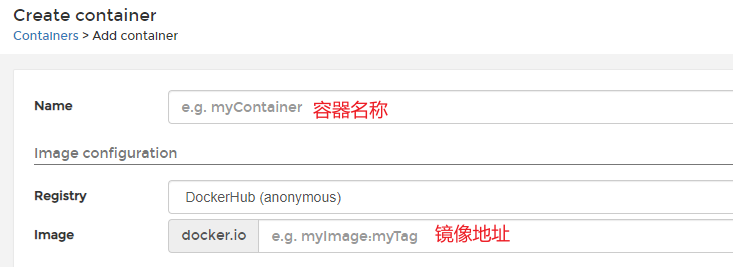 Create container
Containers > Add container
Name e.g. myContainer 容器名称
Image configuration
Registry DockerHub (anonymous)
Image docker.io e.g. myImage:myTag 镜像地址